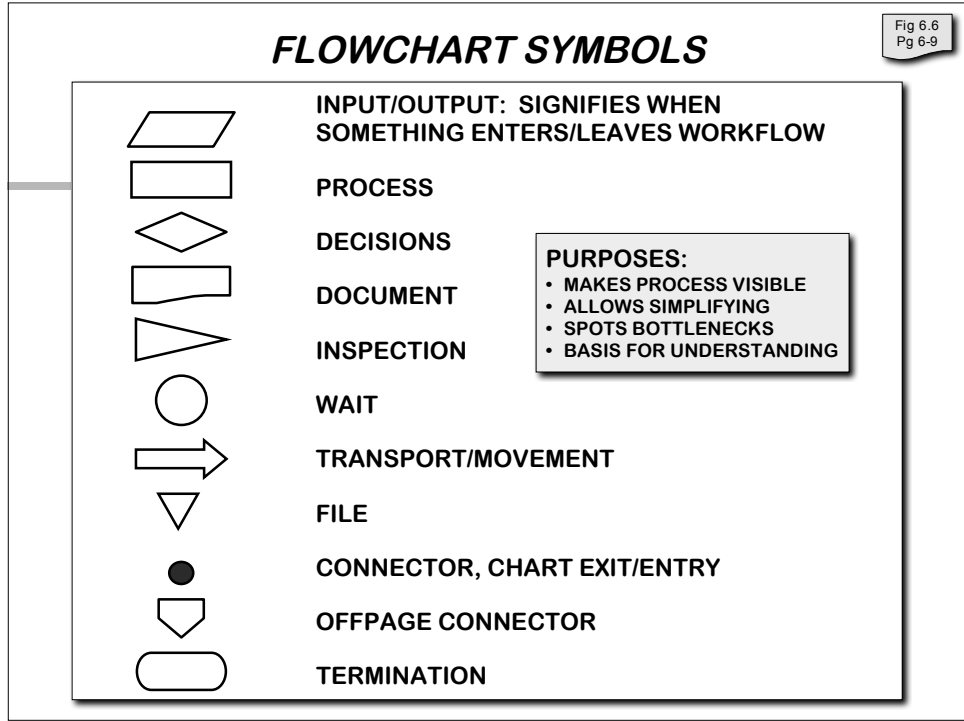 Fig 6.6
Pg 6-9
FLOWCHART SYMBOLS
INPUT/OUTPUT: SIGNIFIES WHEN
SOMETHING ENTERS/LEAVES WORKFLOW
PROCESS
DECISIONS
DOCUMENT
INSPECTION
WAIT
TRANSPORT/MOVEMENT
FILE
CONNECTOR, CHART EXIT/ENTRY
OFFPAGE CONNECTOR
TERMINATION
PURPOSES:
• MAKES PROCESS VISIBLE
• ALLOWS SIMPLIFYING
• SPOTS BOTTLENECKS
• BASIS FOR UNDERSTANDING